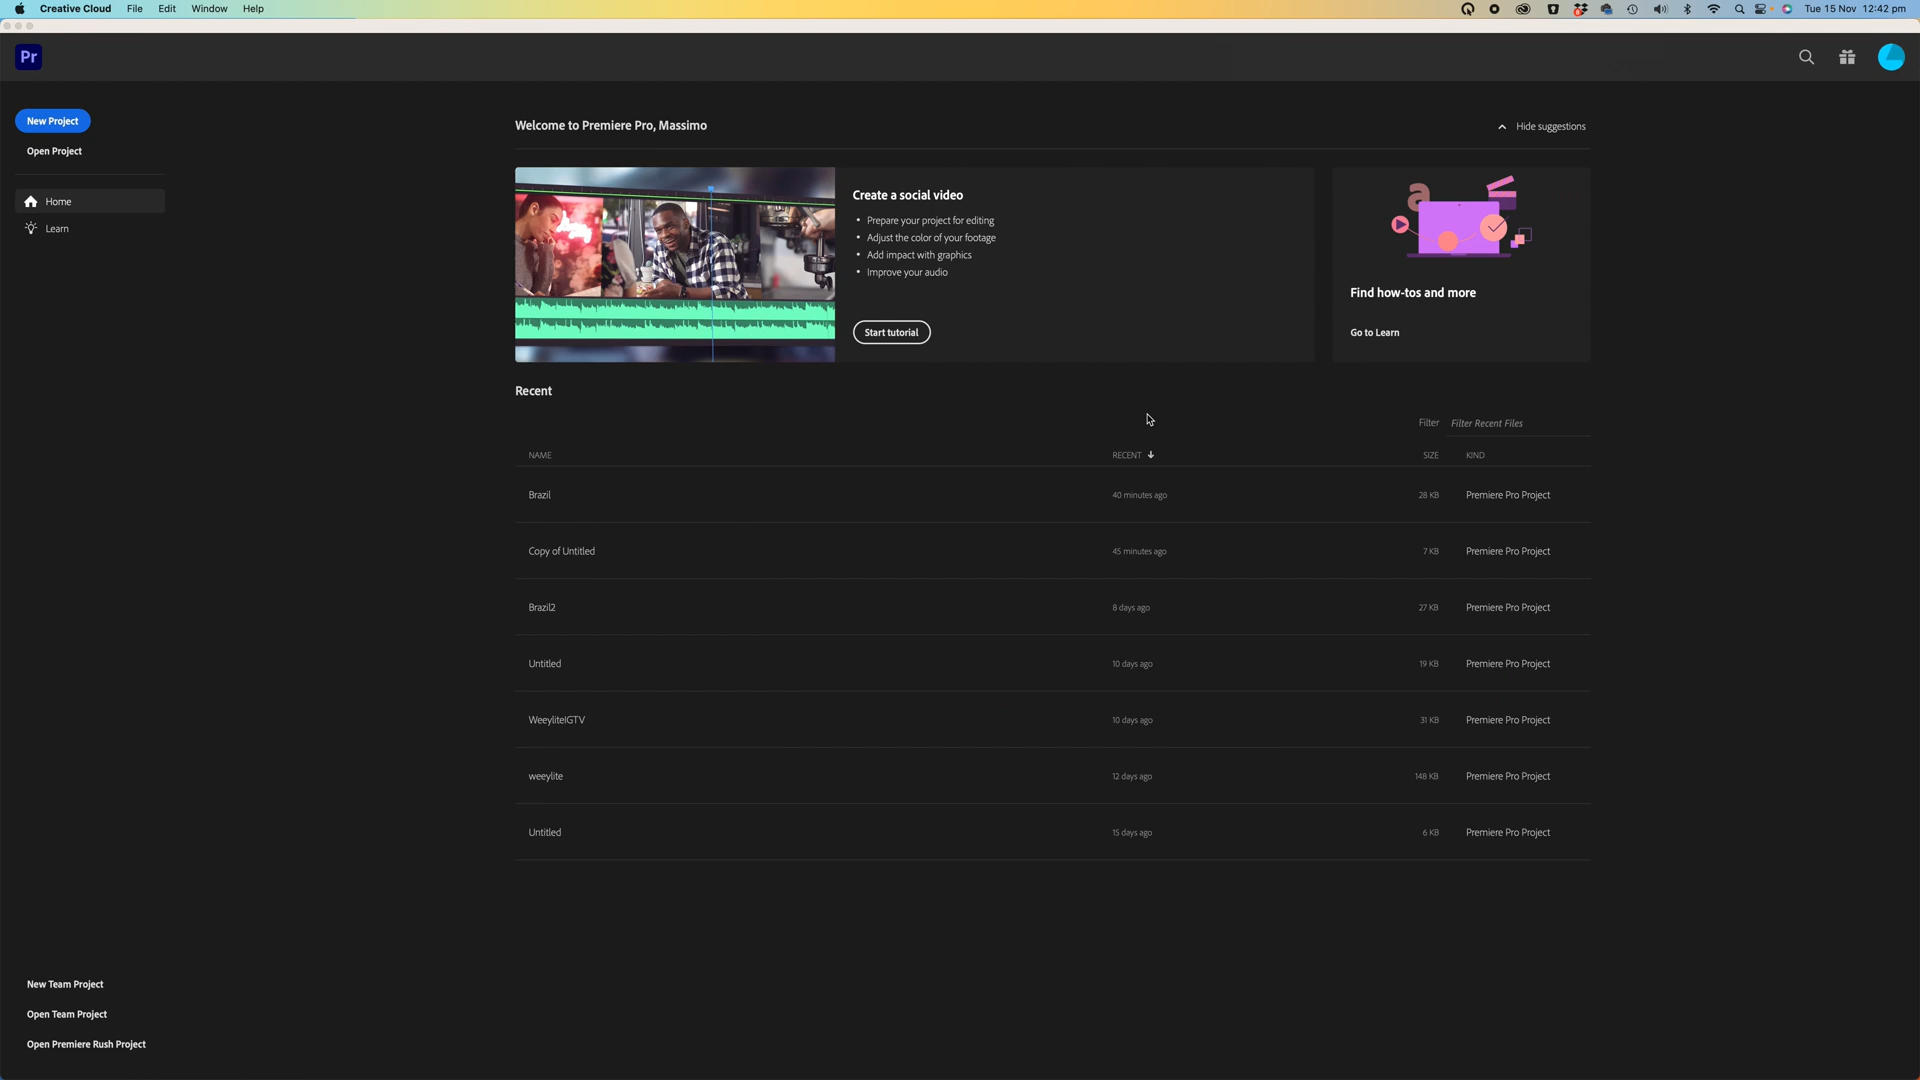 Creative Cloud File Edit Window Help Tue 15 Nov 12:42 pm
Pr
New Project
Open Project
Home
Learn
Welcome to Premiere Pro, Massimo
Hide suggestions
Create a social video
• Prepare your project for editing
• Adjust the color of your footage
• Add impact with graphics
• Improve your audio
Start tutorial
a
Find how-tos and more
Go to Learn
Recent
Filter Filter Recent Files
NAME RECENT SIZE KIND
Brazil 40 minutes ago 28 KB Premiere Pro Project
Copy of Untitled 45 minutes ago 7 KB Premiere Pro Project
Brazil2 8 days ago 27 KB Premiere Pro Project
Untitled 10 days ago 19 KB Premiere Pro Project
WeeyliteIGTV 10 days ago 31 KB Premiere Pro Project
weeylite 12 days ago 148 KB Premiere Pro Project
Untitled 15 days ago 6 KB Premiere Pro Project
New Team Project
Open Team Project
Open Premiere Rush Project